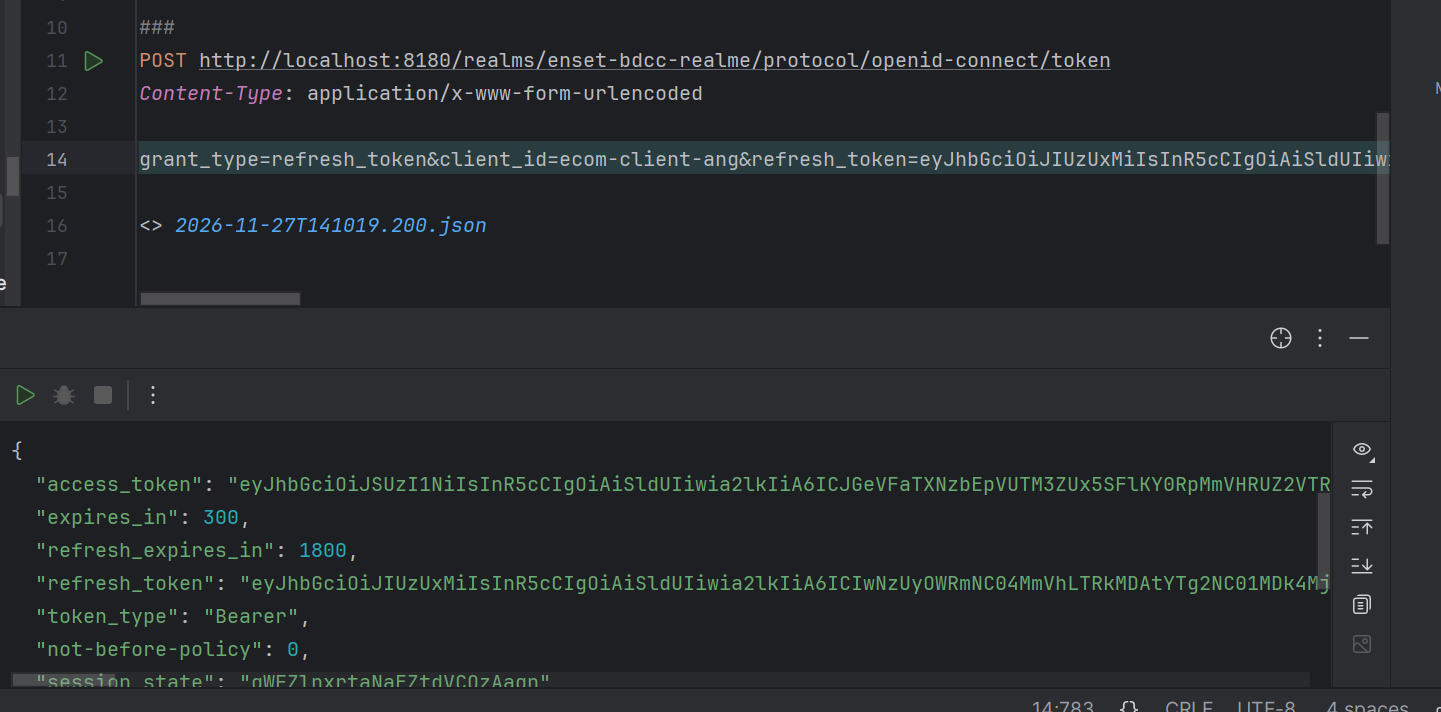 10 ###
11 POST http://localhost:8180/realms/enset-bdcc-realme/protocol/openid-connect/token
12 Content-Type: application/x-www-form-urlencoded
13
14 grant_type=refresh_token&client_id=ecom-client-ang&refresh_token=eyJhbGciOiJIUzUxMiIsInR5cCIgOiAiSldUIiwi
15
16 <> 2026-11-27T141019.200.json
17
{
"access_token": "eyJhbGciOiJSUzI1NiIsInR5cCIgOiAiSldUIiwia2lkIiA6ICJGeVFaTXNzbEpVUTM3ZUx5SFlKY0RpMmVHRUZ2VTR
"expires_in": 300,
"refresh_expires_in": 1800,
"refresh_token": "eyJhbGciOiJIUzUxMiIsInR5cCIgOiAiSldUIiwia2lkIiA6ICIwNzUyOWRmNC04MmVhLTRkMDAtYTg2NC01MDk4Mj
"token_type": "Bearer",
"not-before-policy": 0,
"session_state": "gWEZlnxrtaNaEZtdVCQzAagn"
14:783 {} CRLF UTF-8 4 spaces